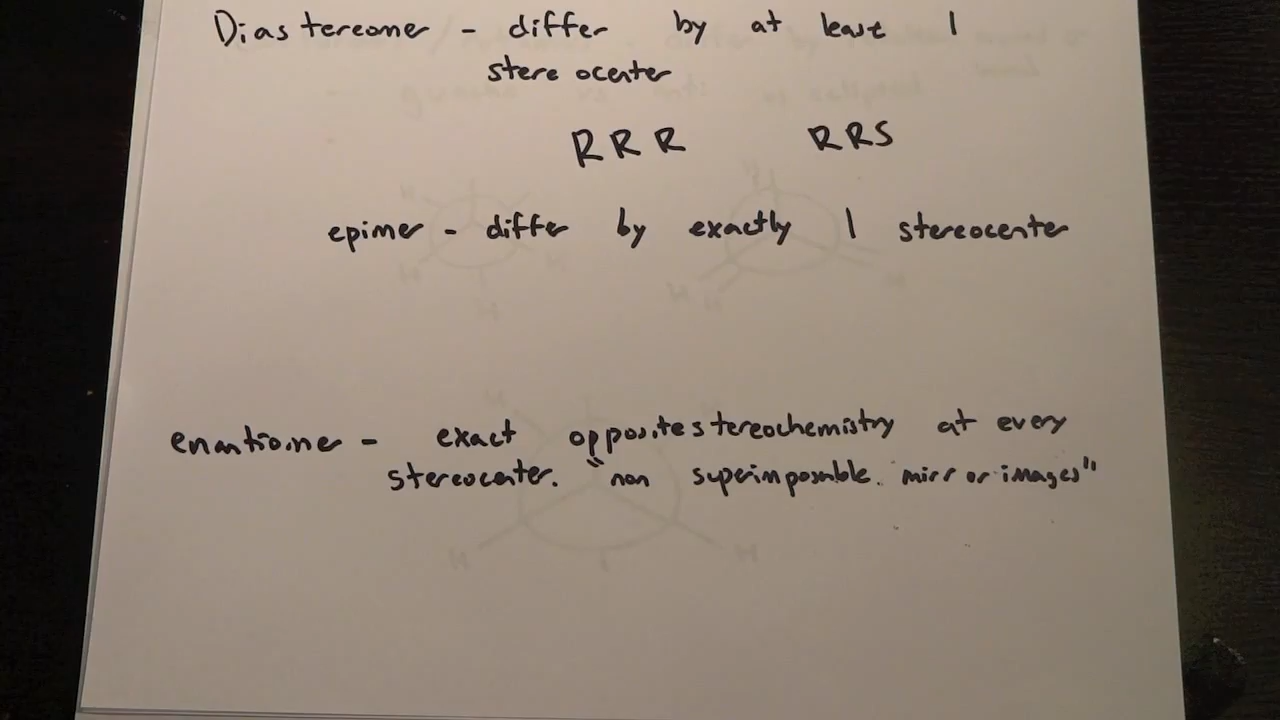 Diastereomer - differ by at least 1
stereocenter
RRR RRS
epimer - differ by exactly 1 stereocenter
enantiomer - exact opposite stereochemistry at every
stereocenter. "non superimposable mirror images"